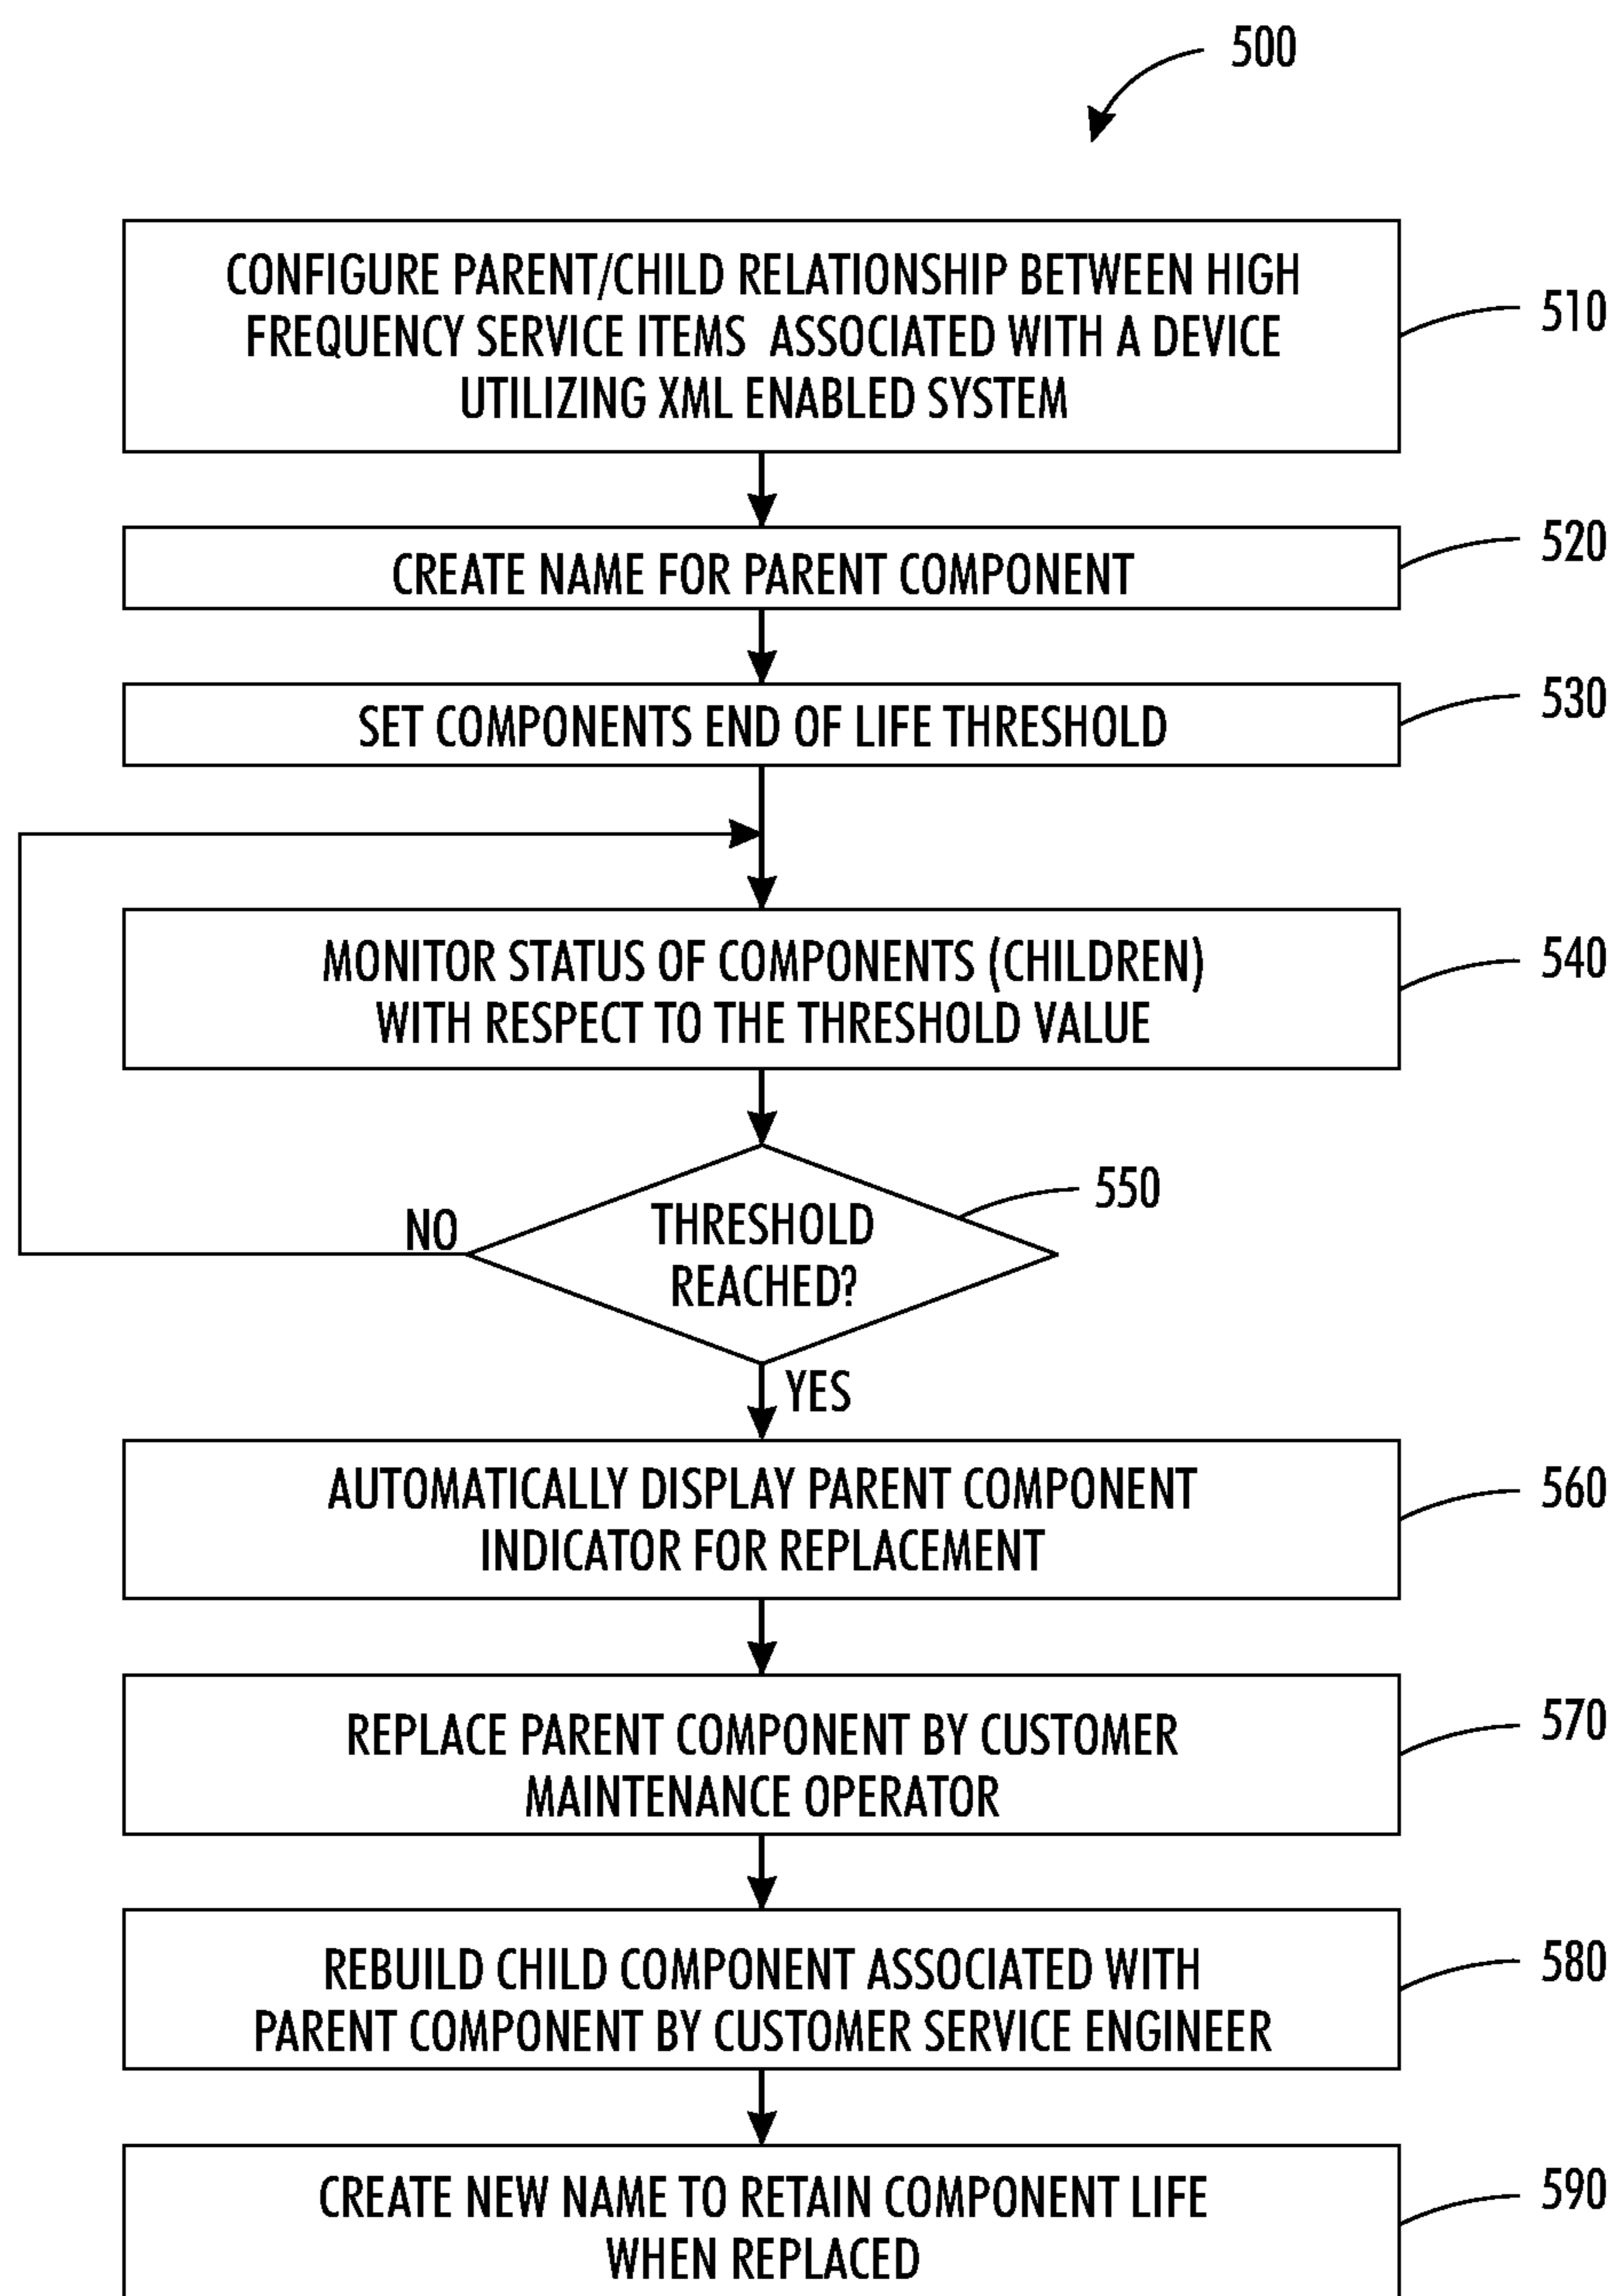 500
CONFIGURE PARENT/CHILD RELATIONSHIP BETWEEN HIGH
FREQUENCY SERVICE ITEMS ASSOCIATED WITH A DEVICE
UTILIZING XML ENABLED SYSTEM
510
CREATE NAME FOR PARENT COMPONENT
520
SET COMPONENTS END OF LIFE THRESHOLD
530
MONITOR STATUS OF COMPONENTS (CHILDREN)
WITH RESPECT TO THE THRESHOLD VALUE
540
THRESHOLD
REACHED?
550
NO
YES
AUTOMATICALLY DISPLAY PARENT COMPONENT
INDICATOR FOR REPLACEMENT
560
REPLACE PARENT COMPONENT BY CUSTOMER
MAINTENANCE OPERATOR
570
REBUILD CHILD COMPONENT ASSOCIATED WITH
PARENT COMPONENT BY CUSTOMER SERVICE ENGINEER
580
CREATE NEW NAME TO RETAIN COMPONENT LIFE
WHEN REPLACED
590